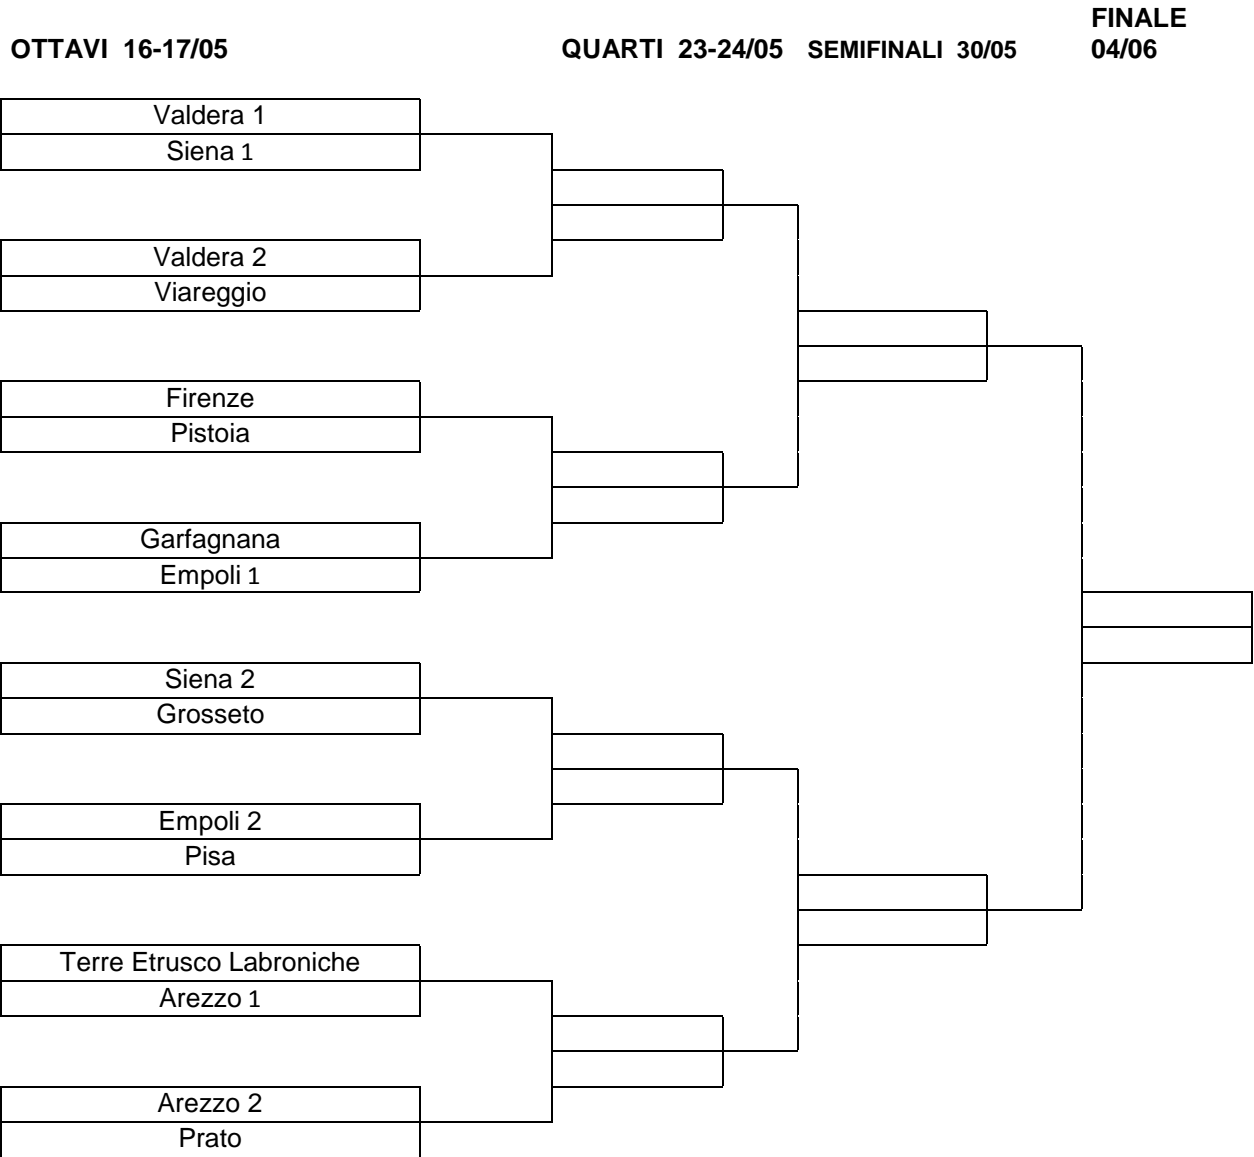 FINALE
OTTAVI 16-17/05 QUARTI 23-24/05 SEMIFINALI 30/05 04/06
Valdera 1
Siena 1
Valdera 2
Viareggio
Firenze
Pistoia
Garfagnana
Empoli 1
Siena 2
Grosseto
Empoli 2
Pisa
Terre Etrusco Labroniche
Arezzo 1
Arezzo 2
Prato